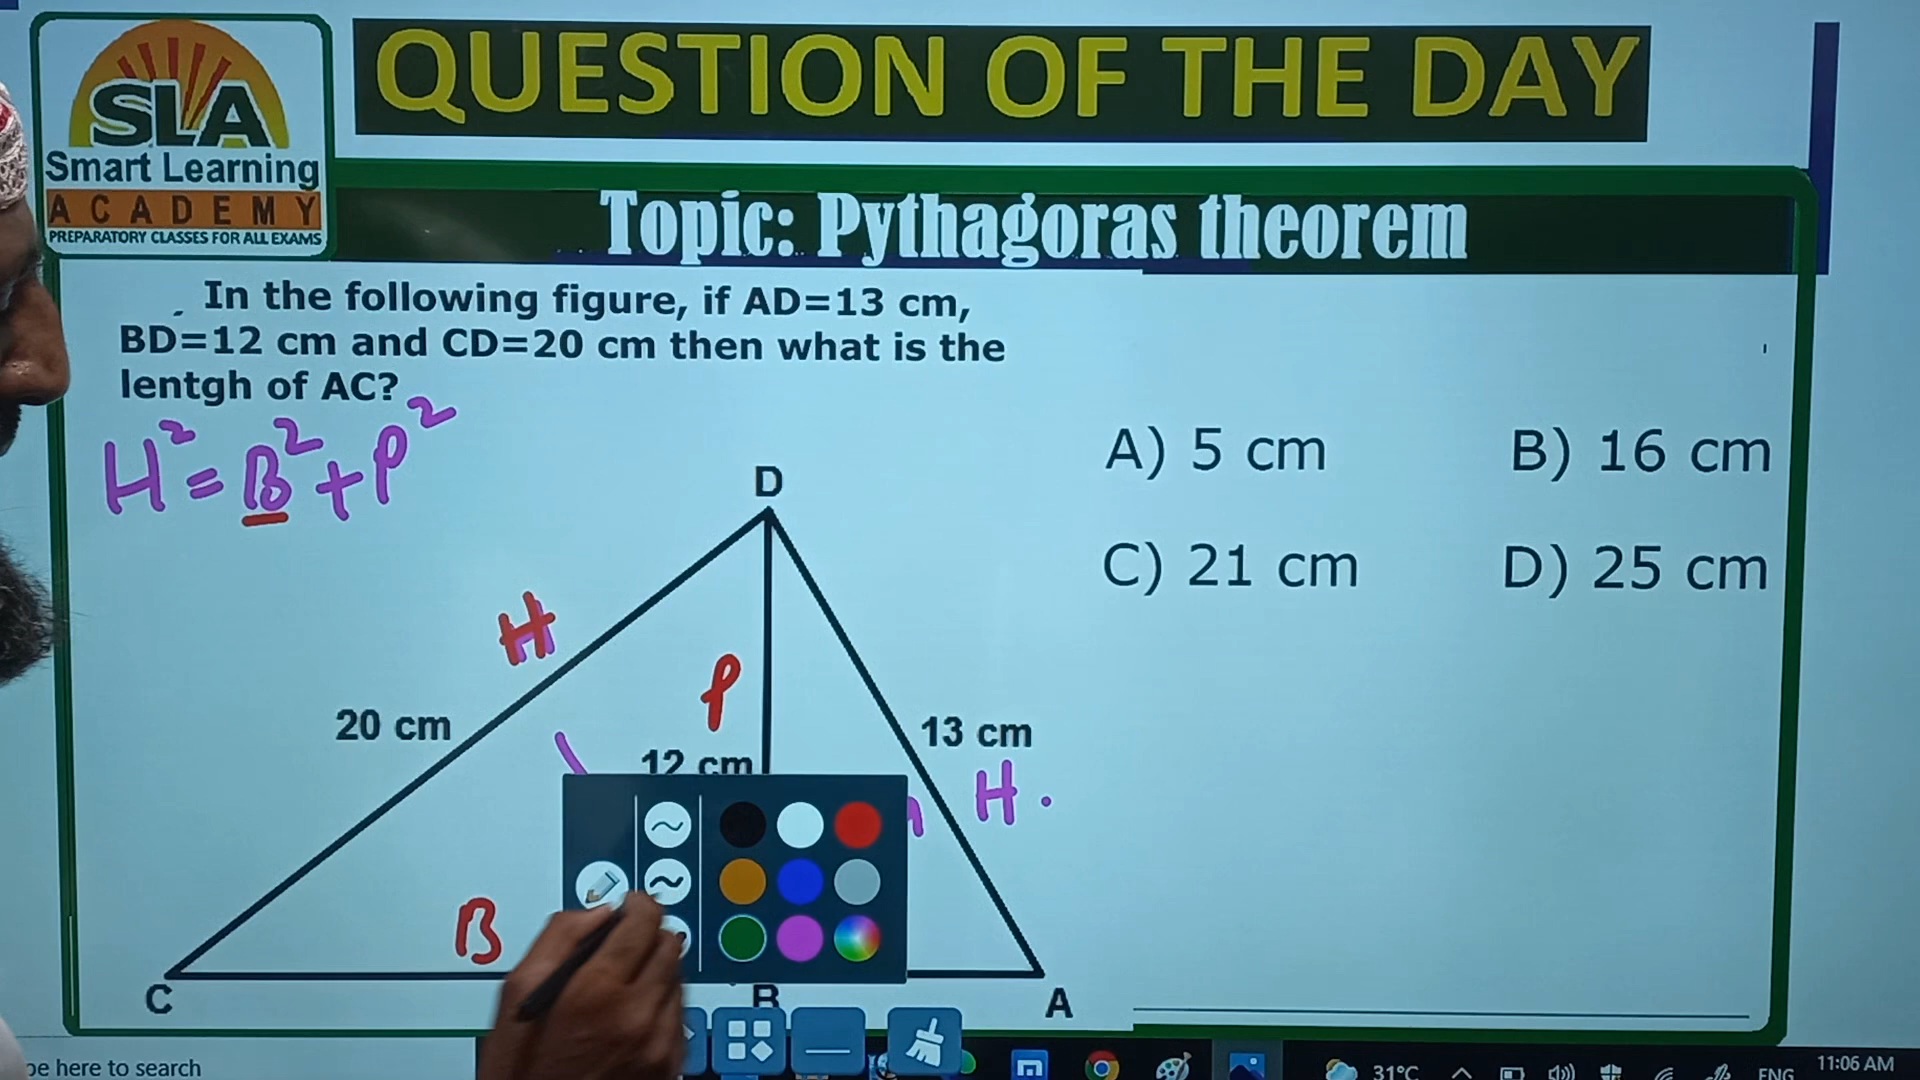 QUESTION OF THE DAY
SLA
Smart Learning
ACADEMY
PREPARATORY CLASSES FOR ALL EXAMS
Topic: Pythagoras theorem
In the following figure, if AD=13 cm,
BD=12 cm and CD=20 cm then what is the
lentgh of AC?
H²=B²+P²
A) 5 cm
B) 16 cm
C) 21 cm
D) 25 cm
D
H
P
20 cm
12 cm
13 cm
H.
B
C
B
A
pe here to search
31°C
ENG
11:06 AM